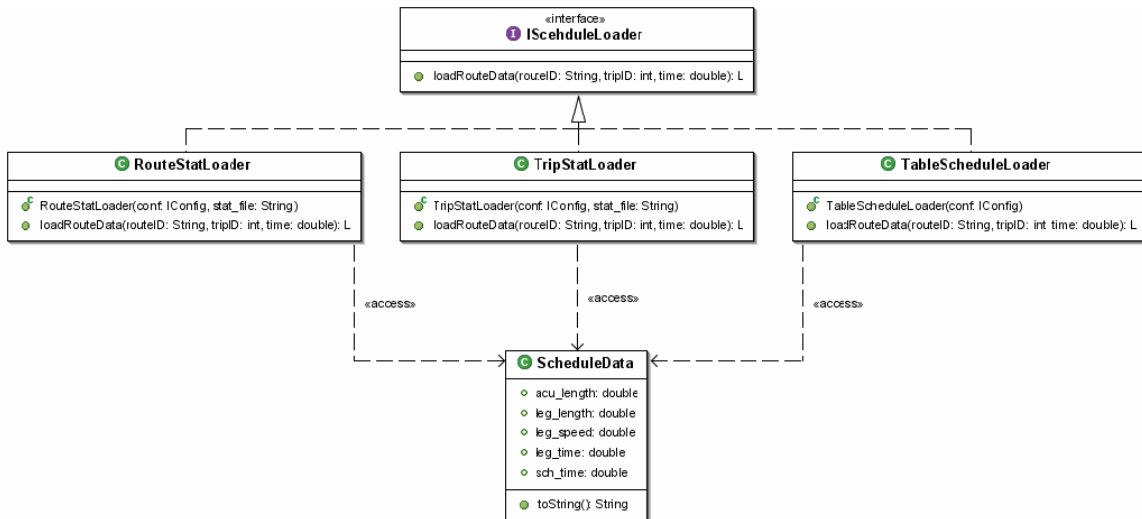 «interface»
IScehduleLoader
loadRouteData(routeID: String, tripID: int, time: double): L
RouteStatLoader
RouteStatLoader(conf: IConfig, stat_file: String)
loadRouteData(routeID: String, tripID: int, time: double): L
TripStatLoader
TripStatLoader(conf: IConfig, stat_file: String)
loadRouteData(routeID: String, tripID: int, time: double): L
TableScheduleLoader
TableScheduleLoader(conf: IConfig)
loadRouteData(routeID: String, tripID: int, time: double): L
«access»
«access»
«access»
ScheduleData
acu_length: double
leg_length: double
leg_speed: double
leg_time: double
sch_time: double
toString(): String